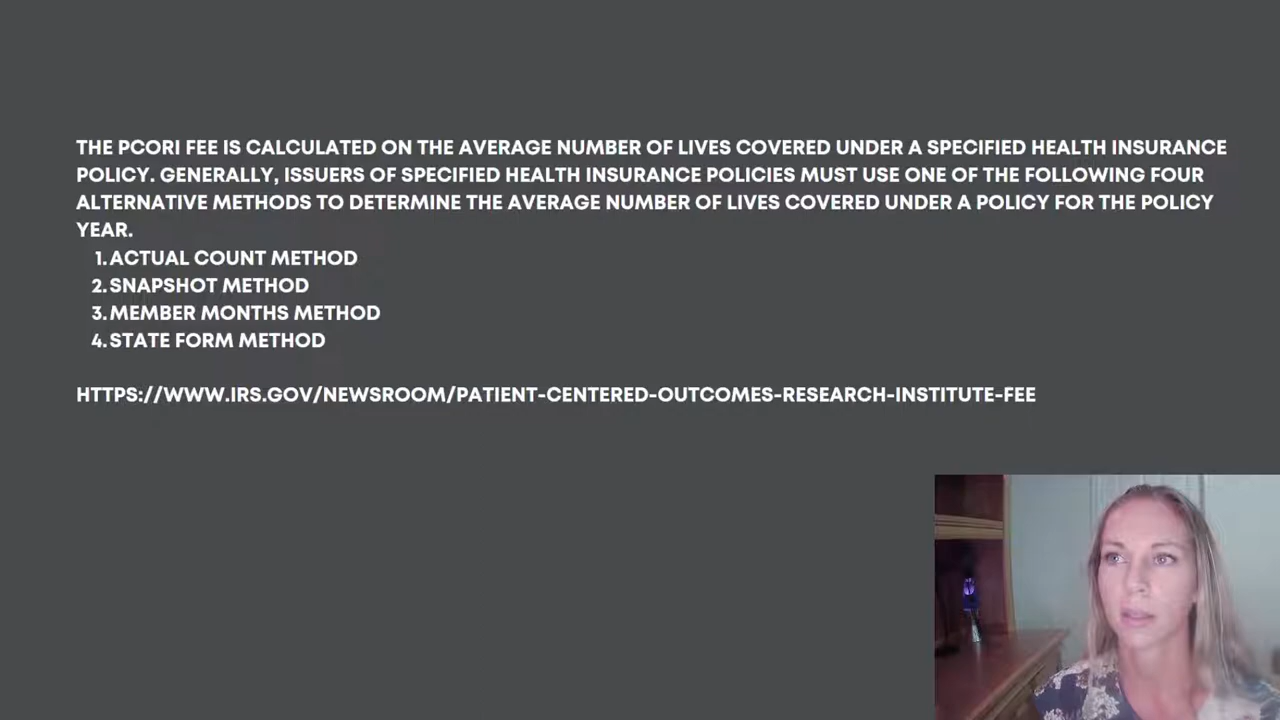 THE PCORI FEE IS CALCULATED ON THE AVERAGE NUMBER OF LIVES COVERED UNDER A SPECIFIED HEALTH INSURANCE
POLICY. GENERALLY, ISSUERS OF SPECIFIED HEALTH INSURANCE POLICIES MUST USE ONE OF THE FOLLOWING FOUR
ALTERNATIVE METHODS TO DETERMINE THE AVERAGE NUMBER OF LIVES COVERED UNDER A POLICY FOR THE POLICY
YEAR.
1. ACTUAL COUNT METHOD
2. SNAPSHOT METHOD
3. MEMBER MONTHS METHOD
4. STATE FORM METHOD
HTTPS://WWW.IRS.GOV/NEWSROOM/PATIENT-CENTERED-OUTCOMES-RESEARCH-INSTITUTE-FEE